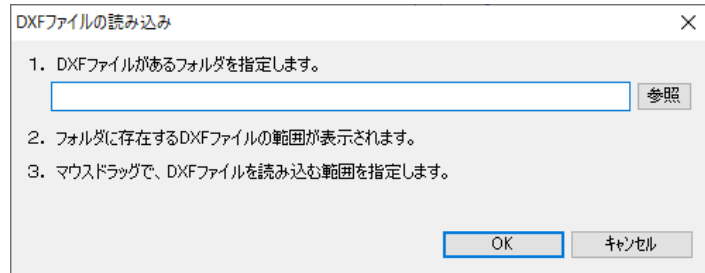 DXFファイルの読み込み
1. DXFファイルがあるフォルダを指定します。
参照
2. フォルダに存在するDXFファイルの範囲が表示されます。
3. マウスドラッグで、DXFファイルを読み込む範囲を指定します。
OK
キャンセル